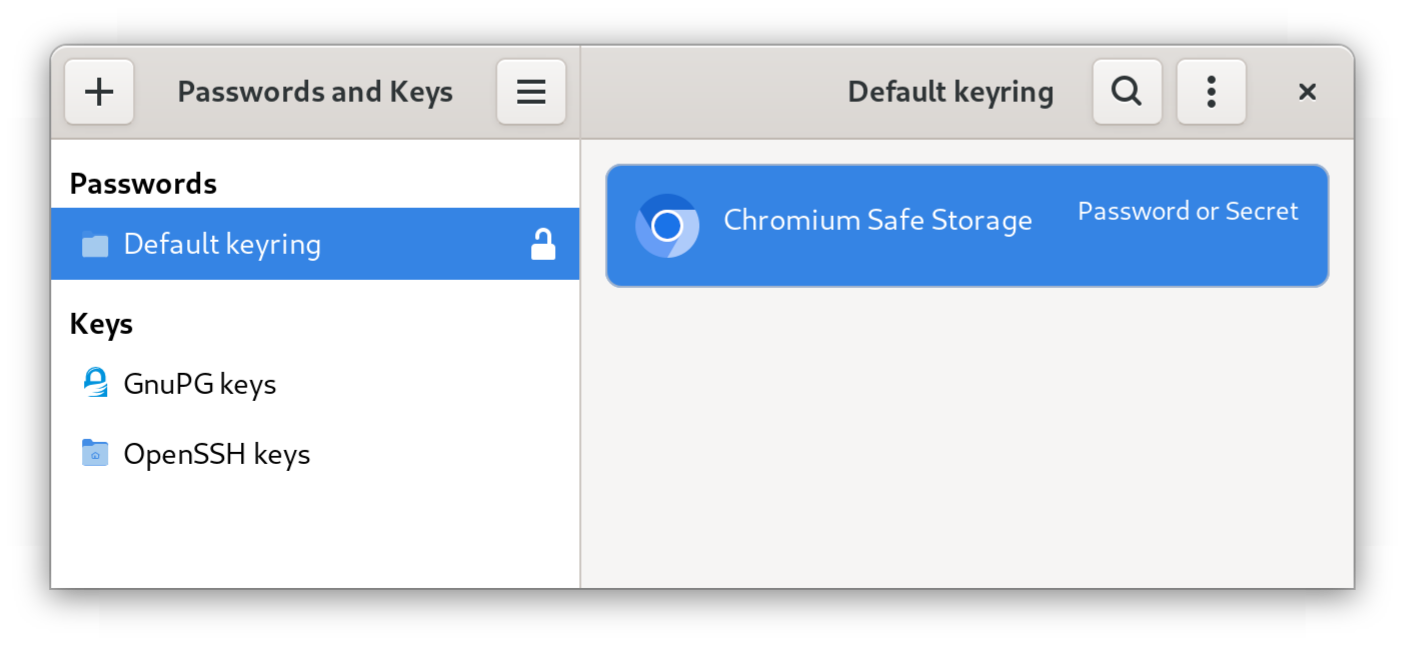 Passwords and Keys
Default keyring
Passwords
Default keyring
Keys
GnuPG keys
OpenSSH keys
Chromium Safe Storage
Password or Secret